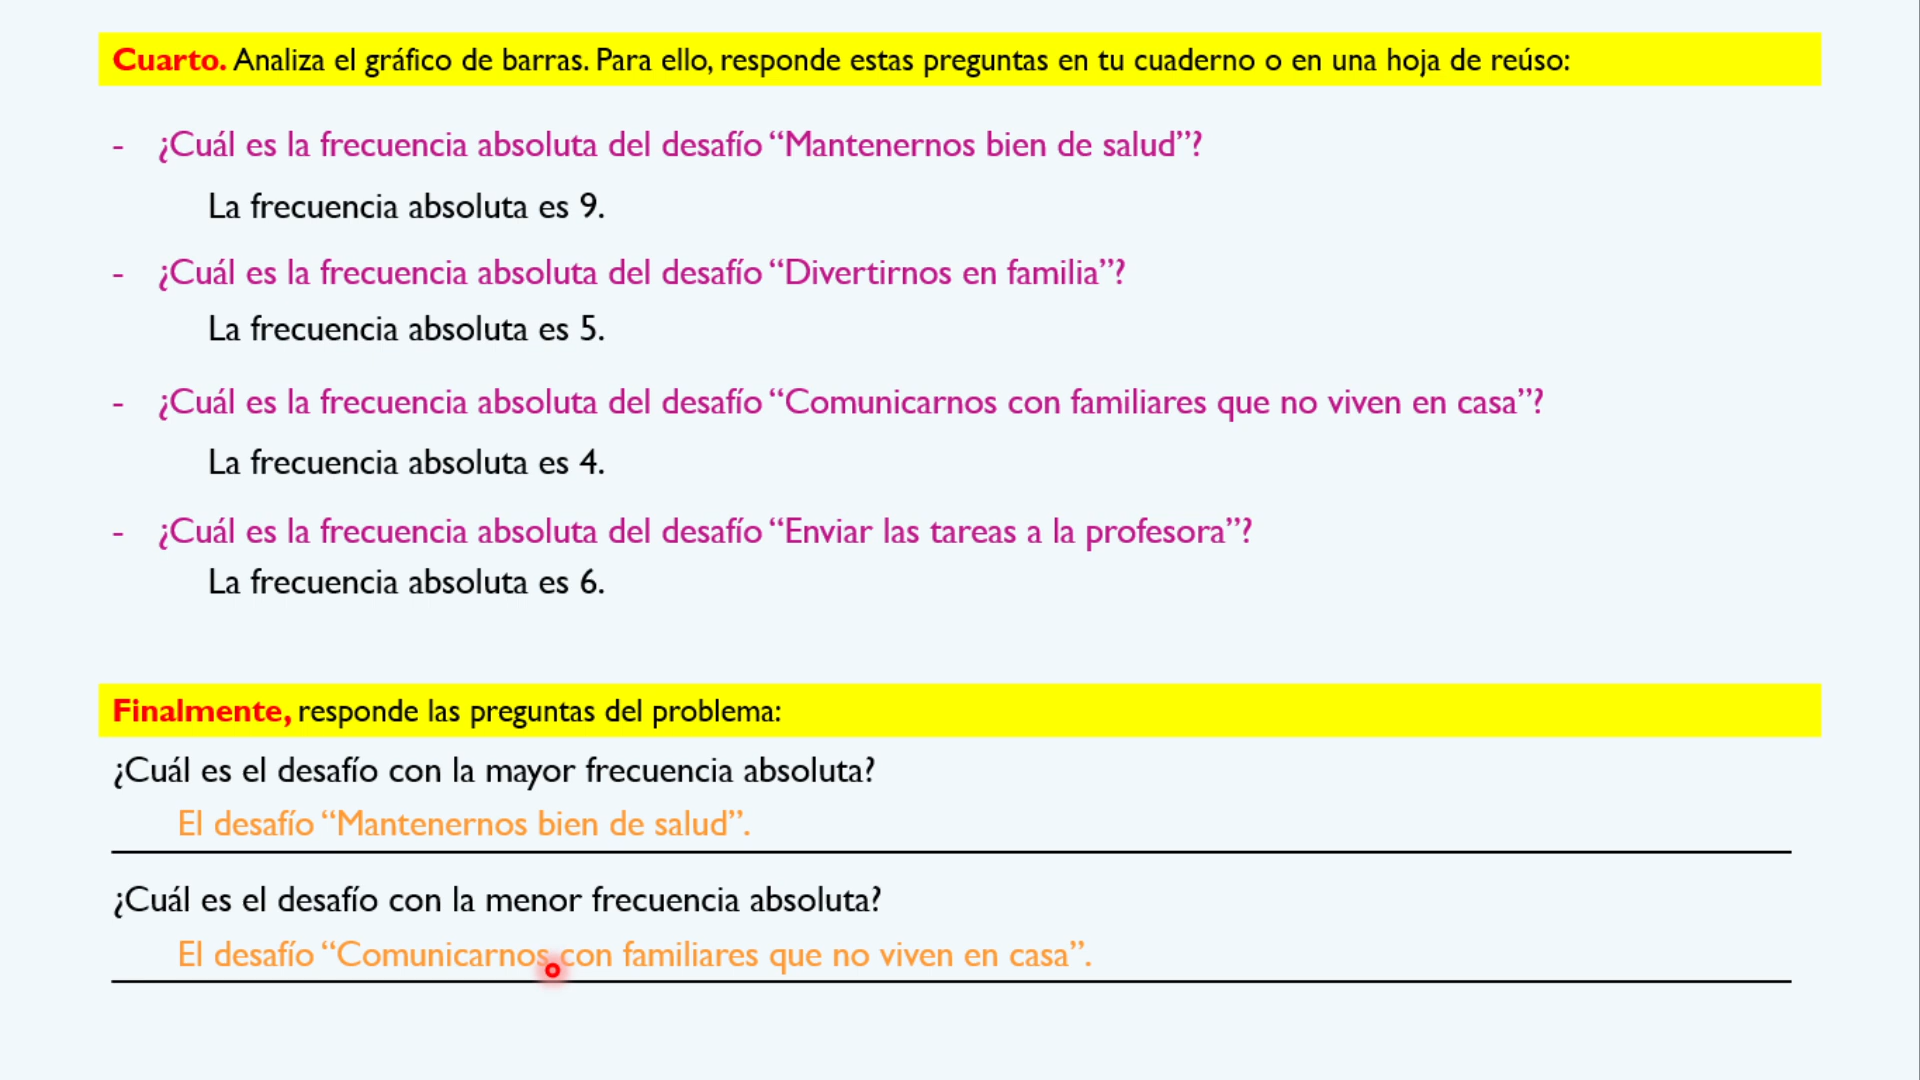 Cuarto. Analiza el gráfico de barras. Para ello, responde estas preguntas en tu cuaderno o en una hoja de reúso:
- ¿Cuál es la frecuencia absoluta del desafío “Mantenernos bien de salud”?
La frecuencia absoluta es 9.
- ¿Cuál es la frecuencia absoluta del desafío “Divertirnos en familia”?
La frecuencia absoluta es 5.
- ¿Cuál es la frecuencia absoluta del desafío “Comunicarnos con familiares que no viven en casa”?
La frecuencia absoluta es 4.
- ¿Cuál es la frecuencia absoluta del desafío “Enviar las tareas a la profesora”?
La frecuencia absoluta es 6.
Finalmente, responde las preguntas del problema:
¿Cuál es el desafío con la mayor frecuencia absoluta?
El desafío “Mantenernos bien de salud”.
¿Cuál es el desafío con la menor frecuencia absoluta?
El desafío “Comunicarnos con familiares que no viven en casa”.